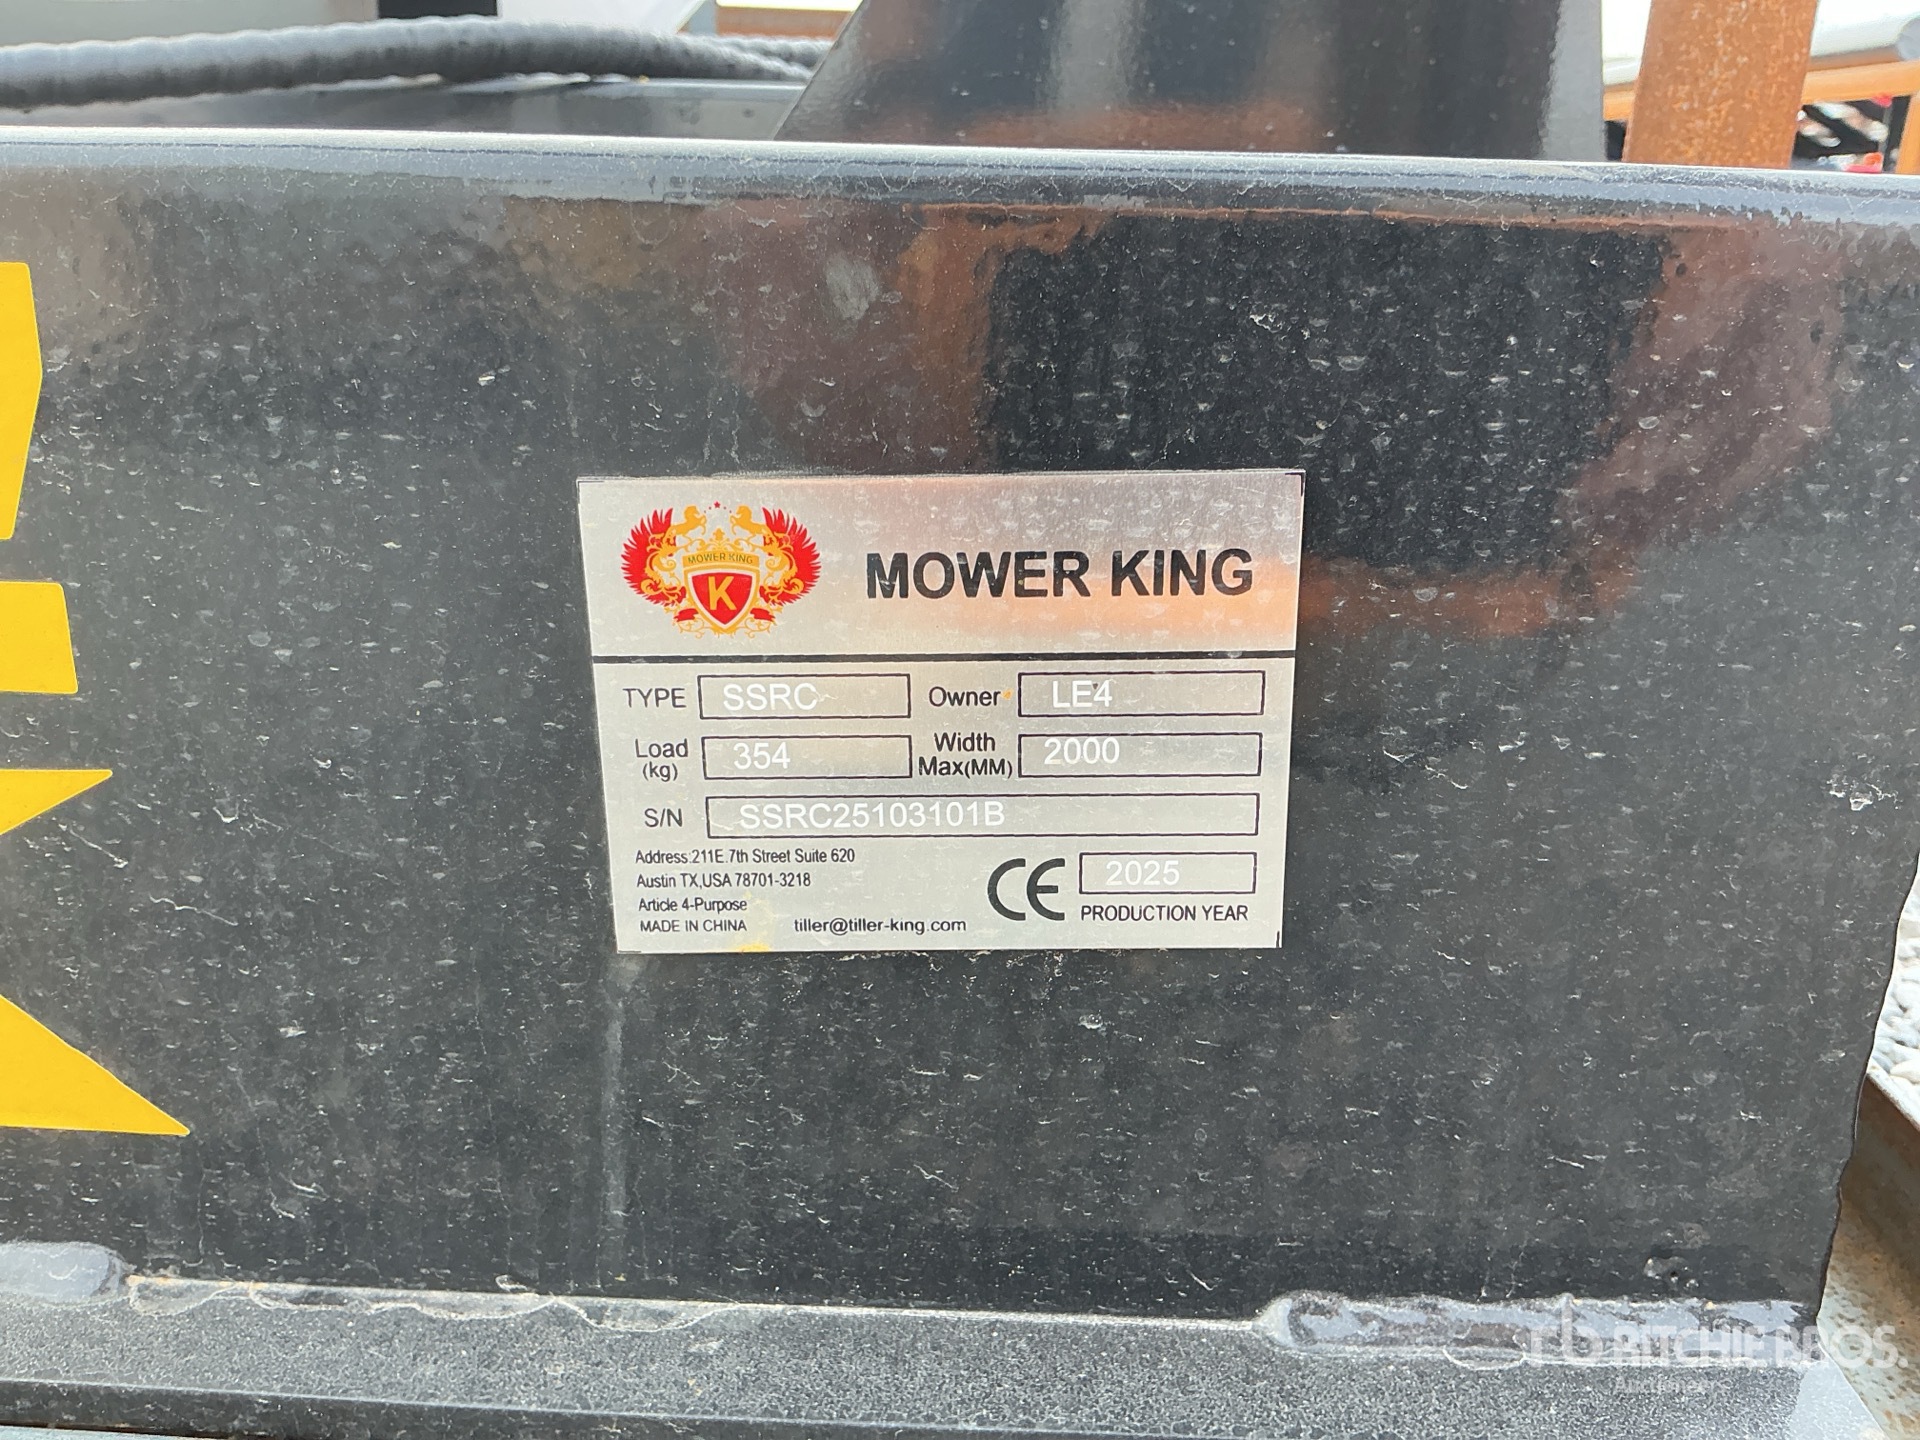 MOWER KING
K
MOWER KING
TYPE SSRC Owner LE4
Load (kg) 354 Width Max(MM) 2000
S/N SSRC25103101B
Address:211E.7th Street Suite 620
Austin TX,USA 78701-3218
Article 4-Purpose
MADE IN CHINA tiller@tiller-king.com
CE 2025
PRODUCTION YEAR
rb RITCHIE BROS.
Auctioneers